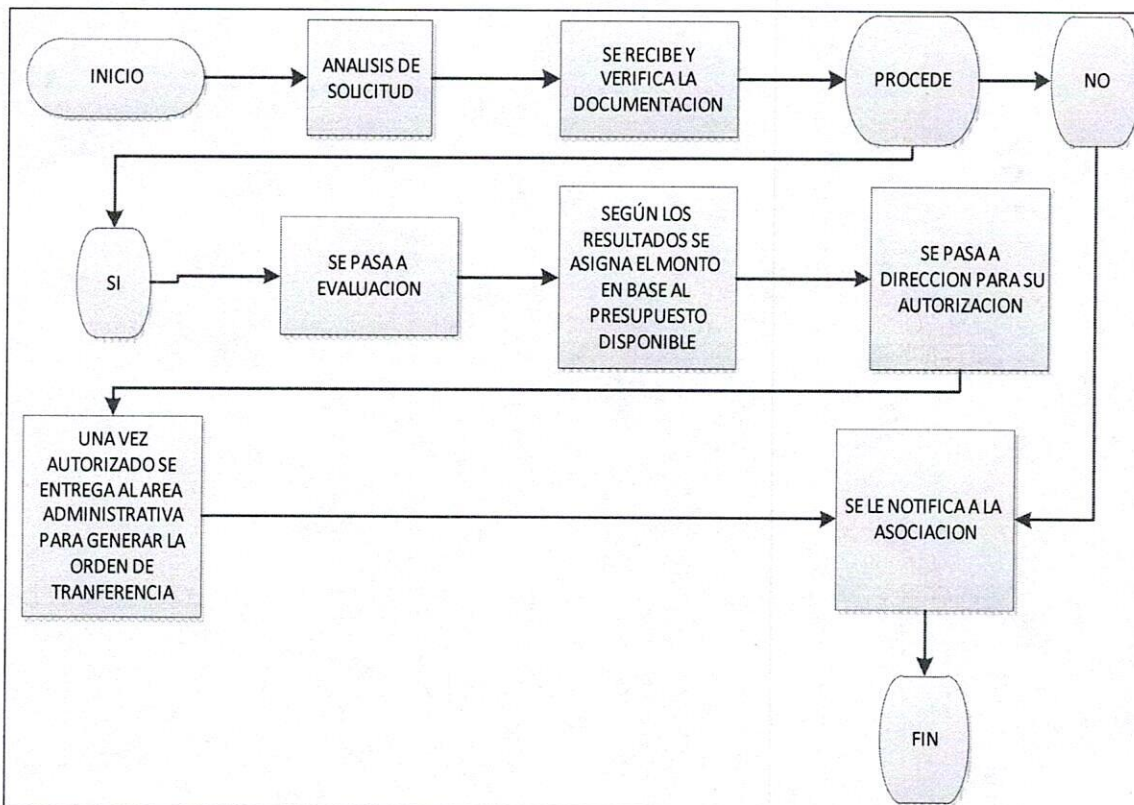 INICIO
ANALISIS DE
SOLICITUD
SE RECIBE Y
VERIFICA LA
DOCUMENTACION
PROCEDE
NO
SI
SE PASA A
EVALUACION
SEGÚN LOS
RESULTADOS SE
ASIGNA EL MONTO
EN BASE AL
PRESUPUESTO
DISPONIBLE
SE PASA A
DIRECCION PARA SU
AUTORIZACION
UNA VEZ
AUTORIZADO SE
ENTREGA AL AREA
ADMINISTRATIVA
PARA GENERAR LA
ORDEN DE
TRANFERENCIA
SE LE NOTIFICA A LA
ASOCIACION
FIN